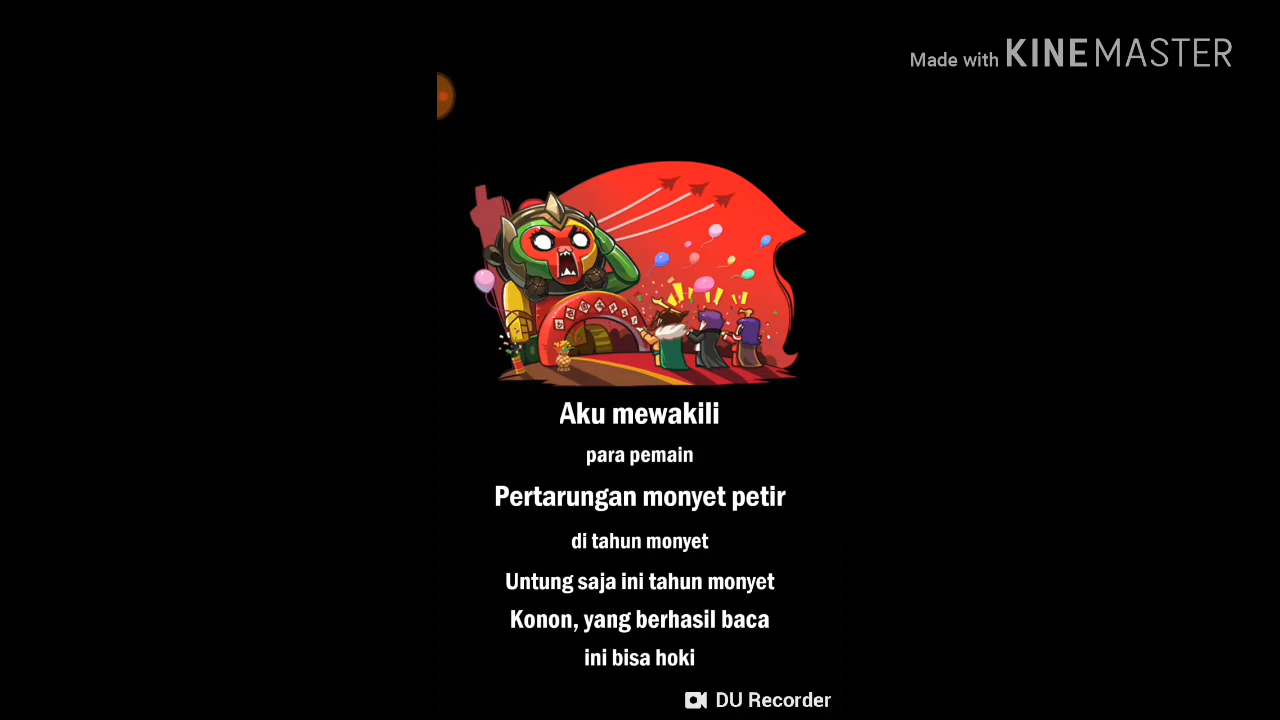 Made with KINEMASTER
Aku mewakili
para pemain
Pertarungan monyet petir
di tahun monyet
Untung saja ini tahun monyet
Konon, yang berhasil baca
ini bisa hoki
DU Recorder